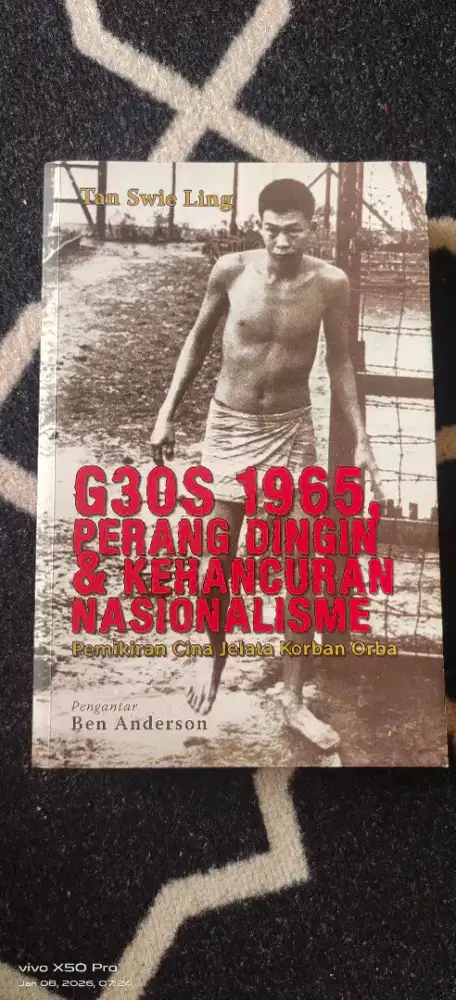 Tan Swie Ling
G30S 1965,
PERANG DINGIN
& KEHANCURAN
NASIONALISME
Pemikiran Cina Jelata Korban Orba
Pengantar
Ben Anderson
vivo X50 Pro
Jan 08, 2026, 07:24